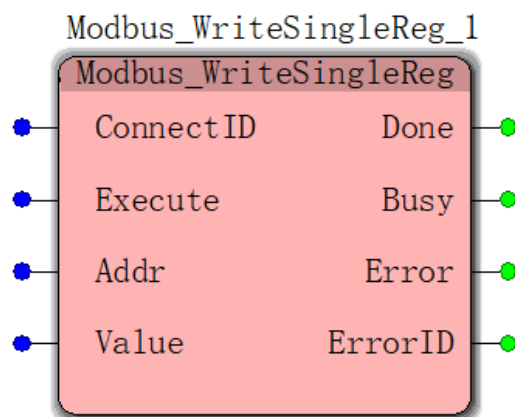 Modbus_WriteSingleReg_1
Modbus_WriteSingleReg
ConnectID Done
Execute Busy
Addr Error
Value ErrorID